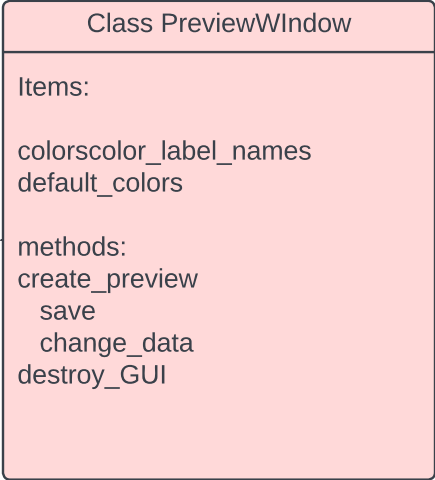 Class PreviewWIndow
Items:
colorscolor_label_names
default_colors
methods:
create_preview
save
change_data
destroy_GUI